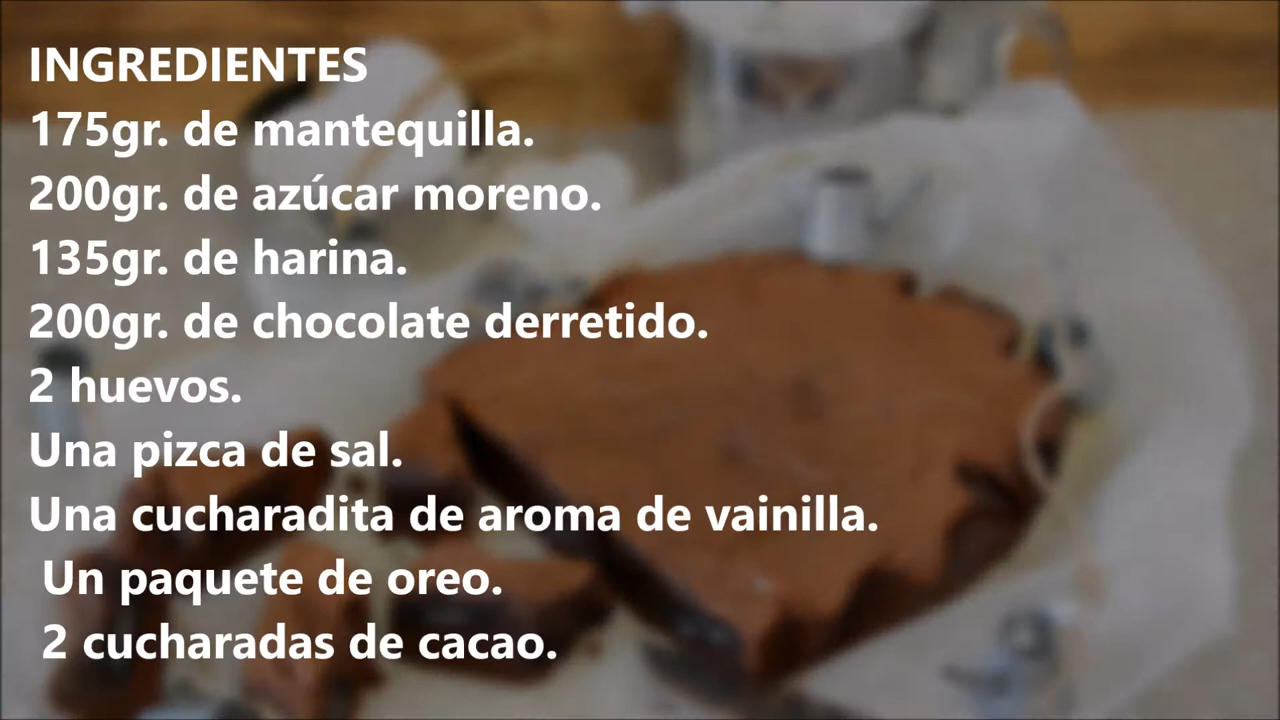 INGREDIENTES
175gr. de mantequilla.
200gr. de azúcar moreno.
135gr. de harina.
200gr. de chocolate derretido.
2 huevos.
Una pizca de sal.
Una cucharadita de aroma de vainilla.
Un paquete de oreo.
2 cucharadas de cacao.